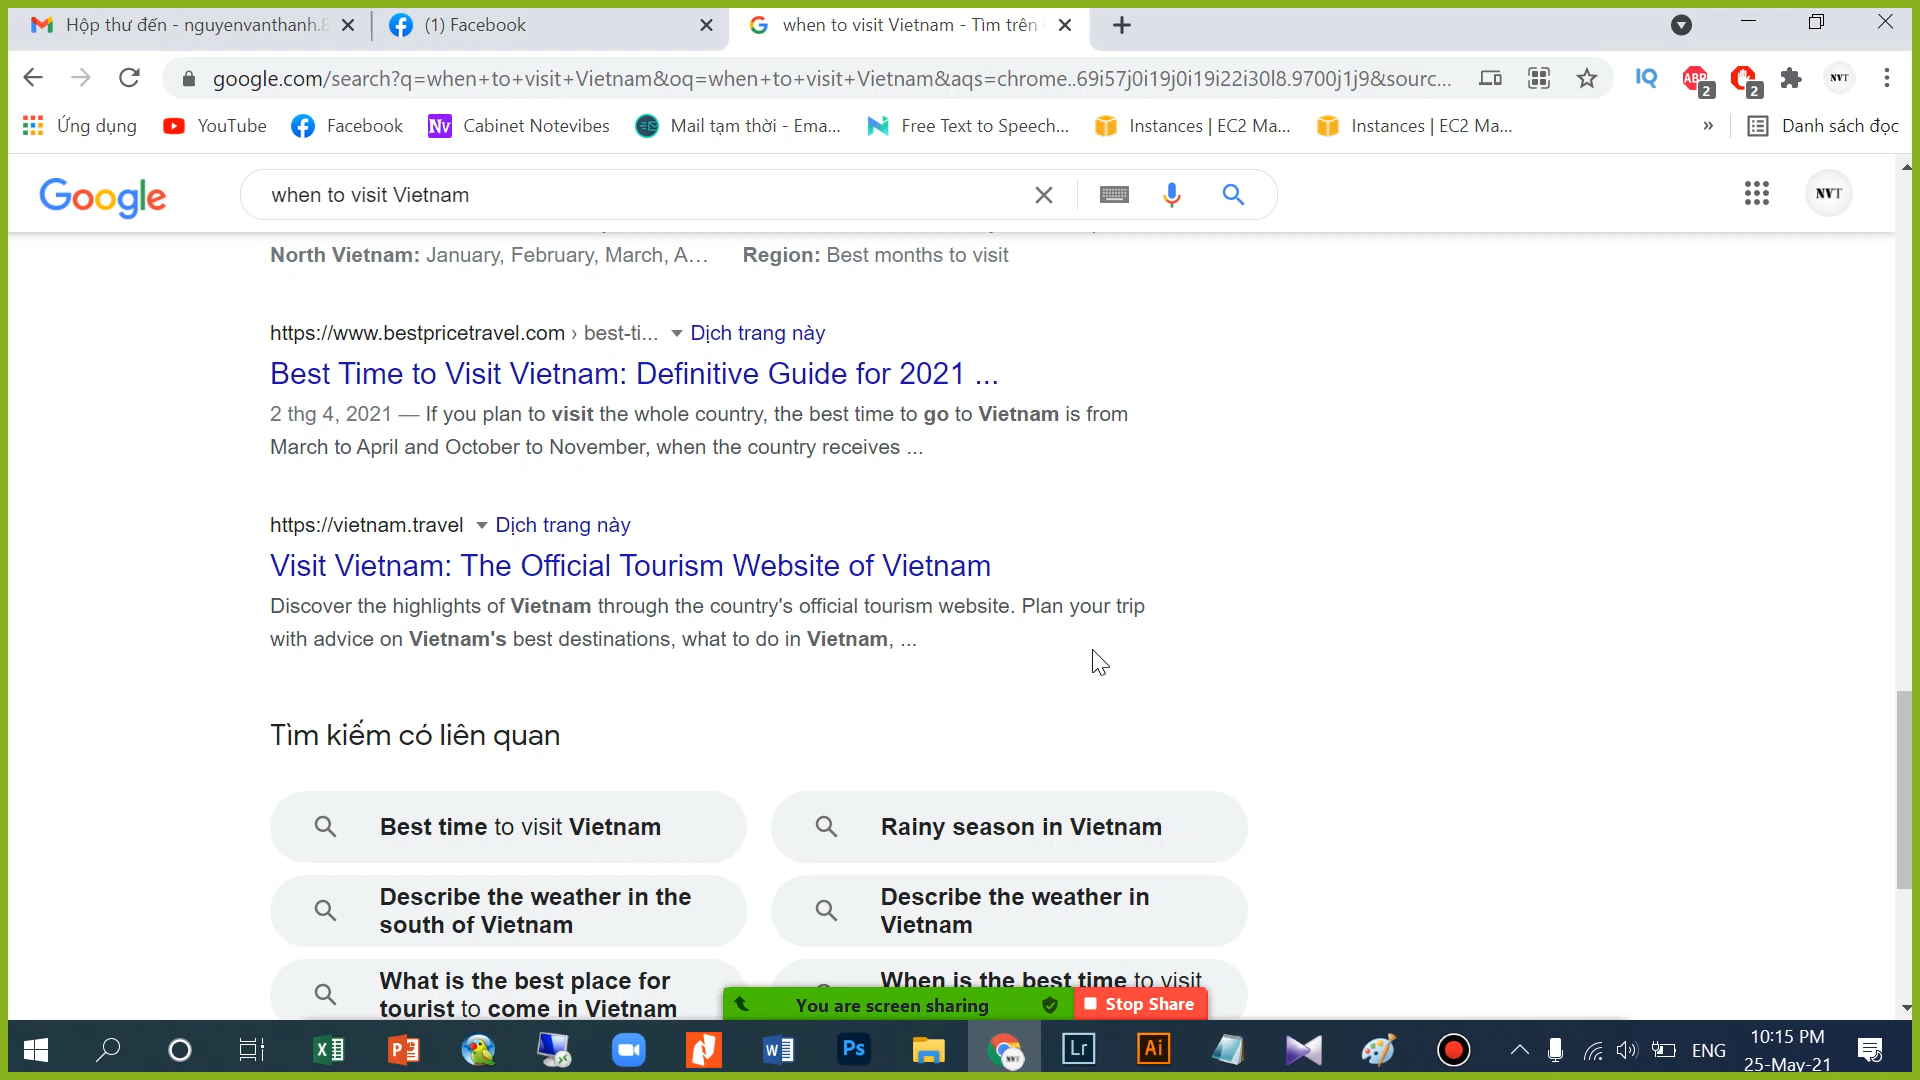 Hộp thư đến - nguyenvanthanh.8
(1) Facebook
when to visit Vietnam - Tìm trên
google.com/search?q=when+to+visit+Vietnam&oq=when+to+visit+Vietnam&aqs=chrome..69i57j0i19j0i19i22i30l8.9700j1j9&sourc...
IQ
ABP
2
2
NVT
Ứng dụng
YouTube
Facebook
Nv
Cabinet Notevibes
Mail tạm thời - Ema...
Free Text to Speech...
Instances | EC2 Ma...
Instances | EC2 Ma...
»
Danh sách đọc
Google
when to visit Vietnam
NVT
North Vietnam: January, February, March, A... Region: Best months to visit
https://www.bestpricetravel.com › best-ti... Dịch trang này
Best Time to Visit Vietnam: Definitive Guide for 2021 ...
2 thg 4, 2021 — If you plan to visit the whole country, the best time to go to Vietnam is from
March to April and October to November, when the country receives ...
https://vietnam.travel Dịch trang này
Visit Vietnam: The Official Tourism Website of Vietnam
Discover the highlights of Vietnam through the country's official tourism website. Plan your trip
with advice on Vietnam's best destinations, what to do in Vietnam, ...
Tìm kiếm có liên quan
Best time to visit Vietnam
Rainy season in Vietnam
Describe the weather in the
south of Vietnam
Describe the weather in
Vietnam
What is the best place for
tourist to come in Vietnam
When is the best time to visit
You are screen sharing
Stop Share
Ps
Lr
Ai
ENG
10:15 PM
25-May-21